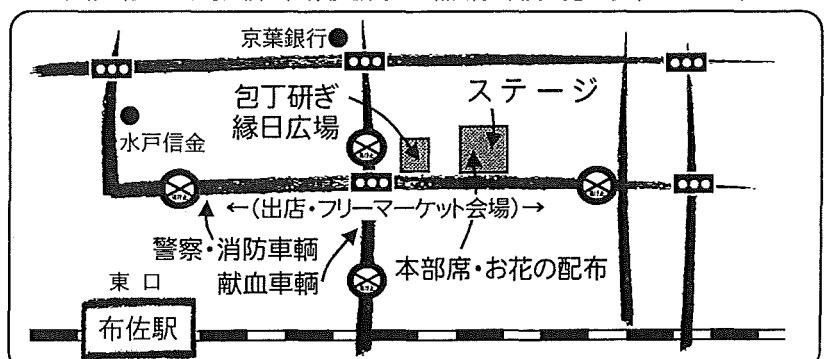 京葉銀行
包丁研ぎ
縁日広場
ステージ
水戸信金
←(出店・フリーマーケット会場)→
警察・消防車輌
献血車輌
本部席・お花の配布
東口
布佐駅